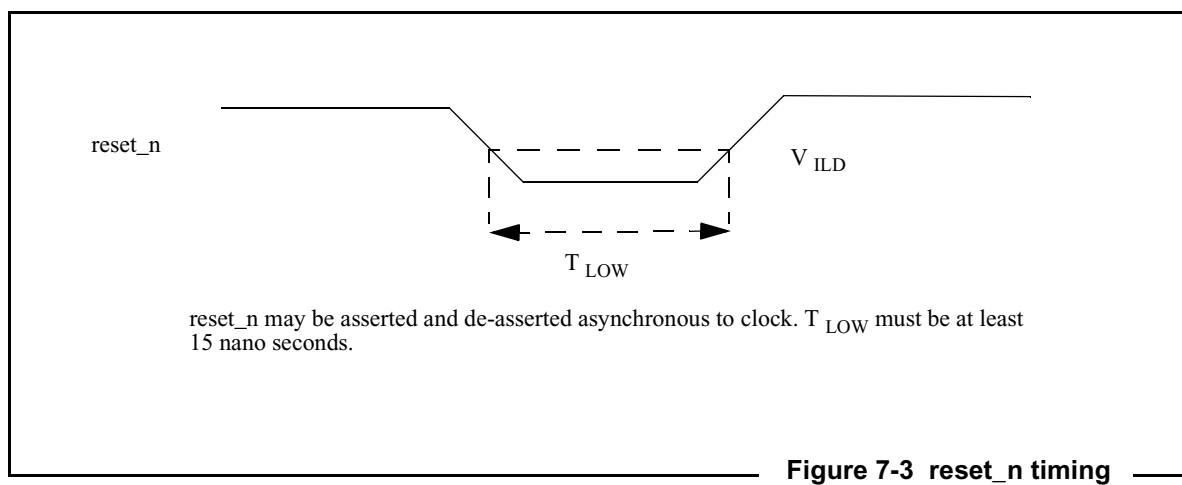 reset_n
V ILD
T LOW
reset_n may be asserted and de-asserted asynchronous to clock. T LOW must be at least
15 nano seconds.
Figure 7-3 reset_n timing